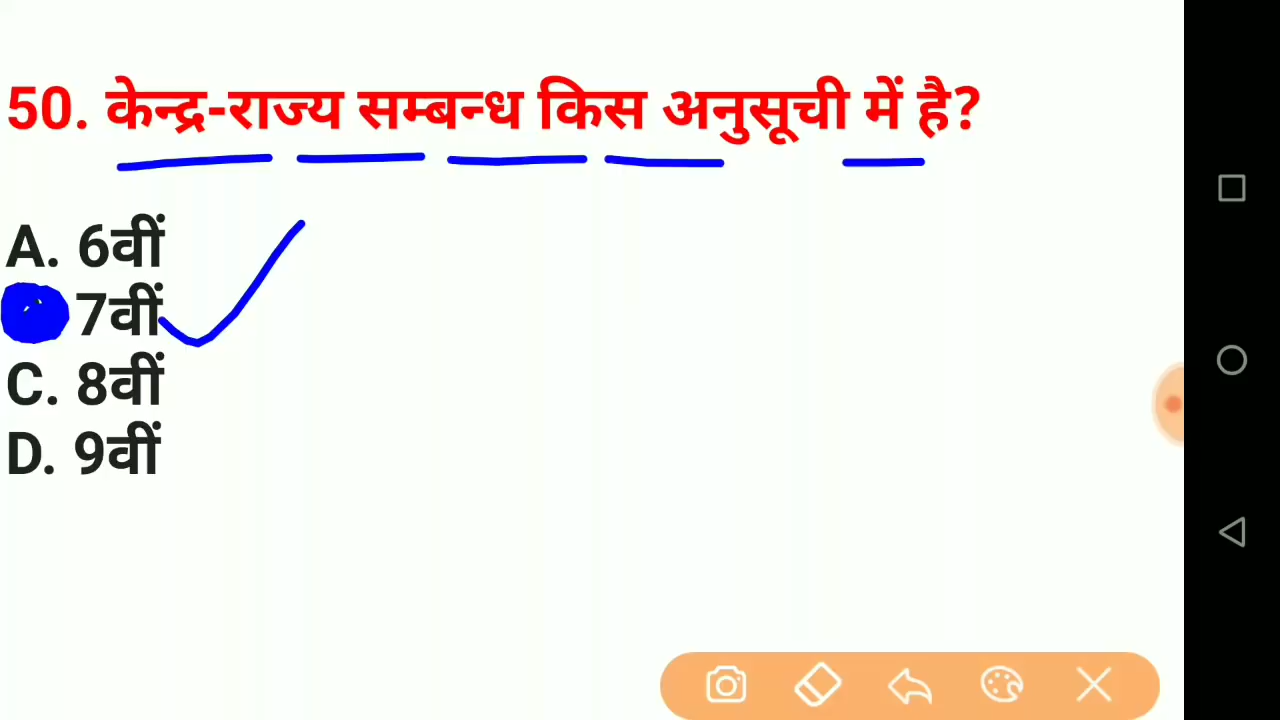 50. केन्द्र-राज्य सम्बन्ध किस अनुसूची में है?
A. 6वीं
7वीं
C. 8वीं
D. 9वीं